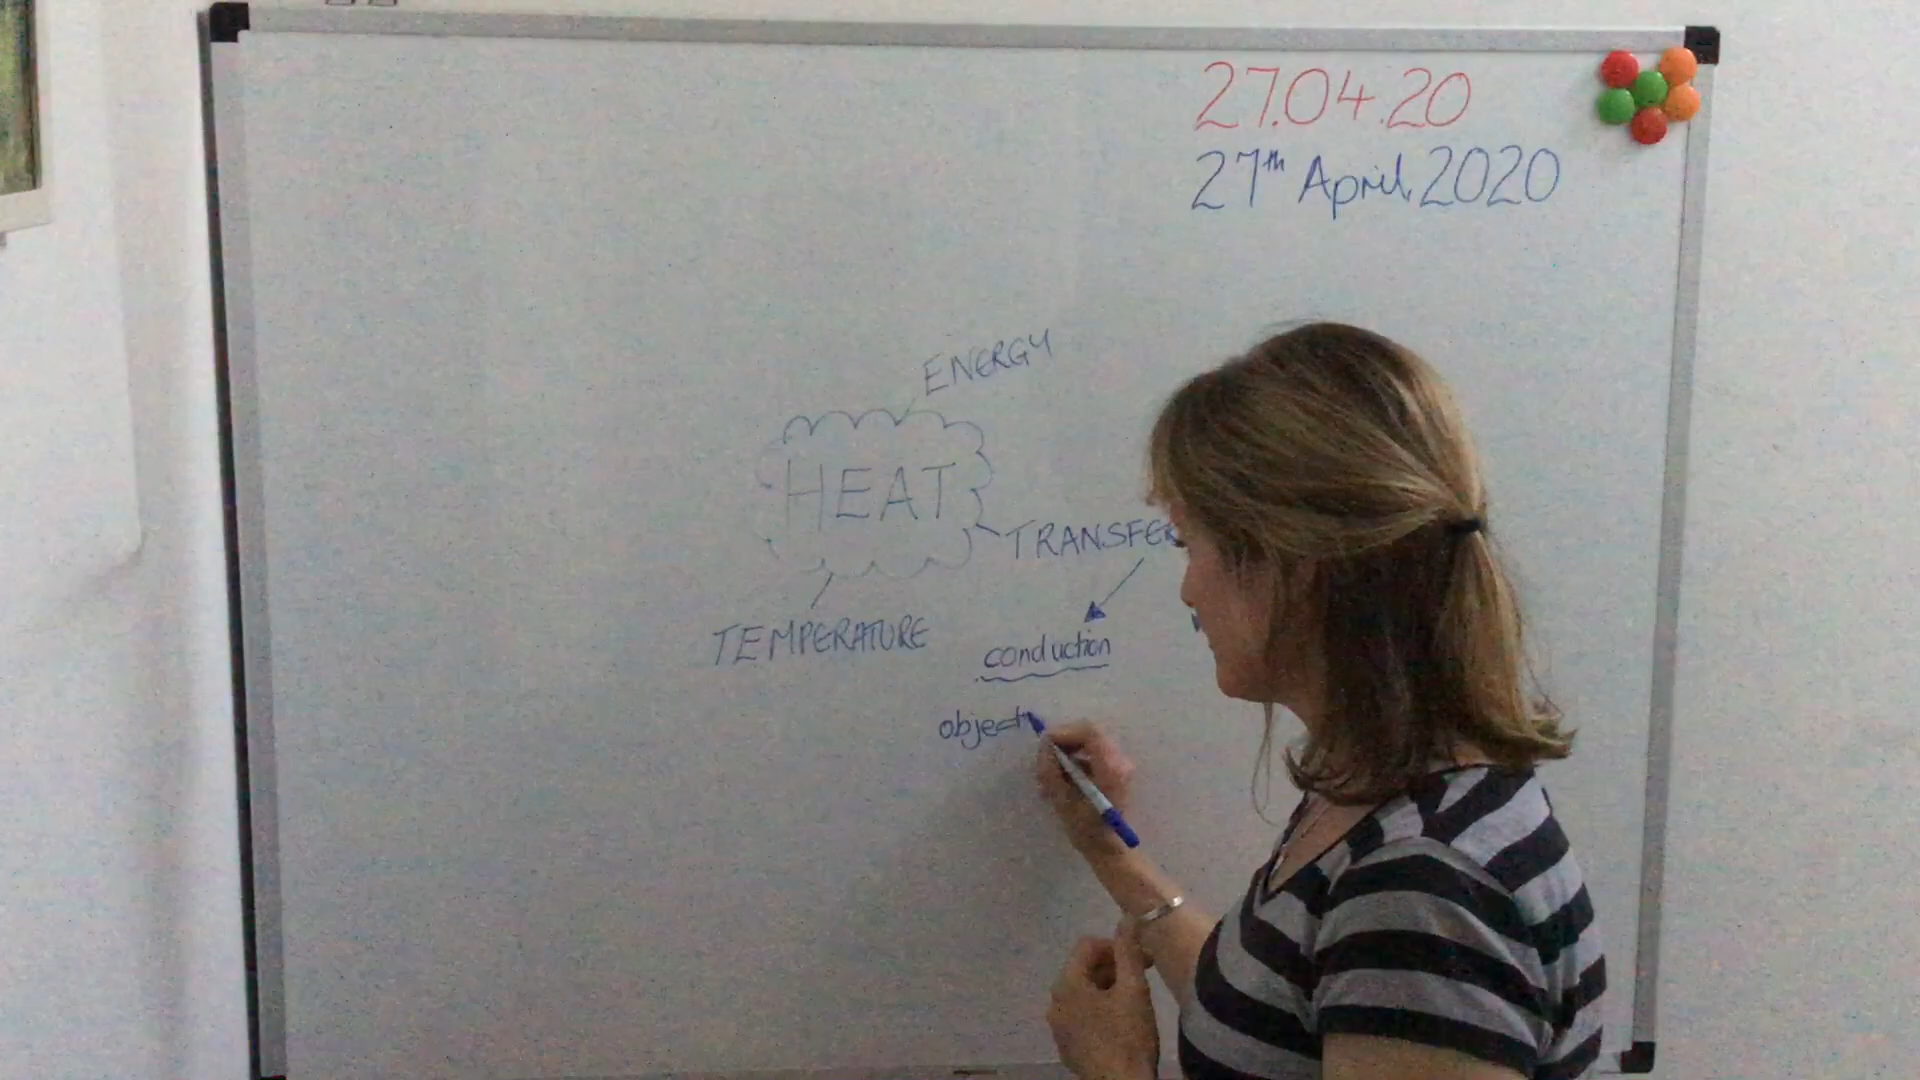 27.04.20
27th April 2020
ENERGY
HEAT
TRANSFER
TEMPERATURE
conduction
object